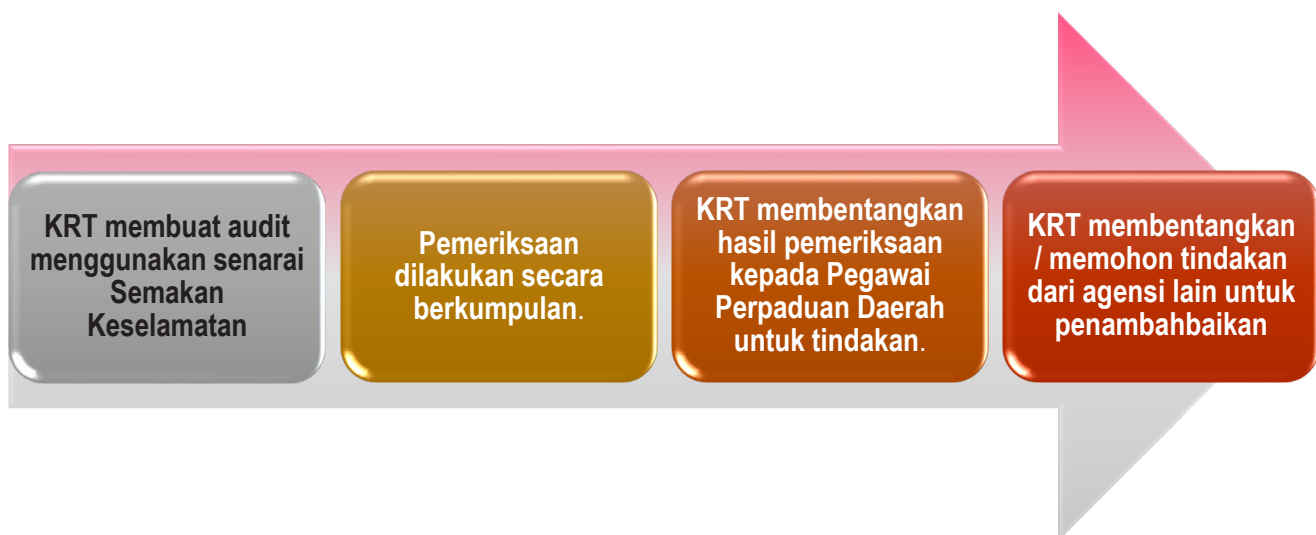 KRT membuat audit
menggunakan senarai
Semakan
Keselamatan
Pemeriksaan
dilakukan secara
berkumpulan.
KRT membentangkan
hasil pemeriksaan
kepada Pegawai
Perpaduan Daerah
untuk tindakan.
KRT membentangkan
/ memohon tindakan
dari agensi lain untuk
penambahbaikan